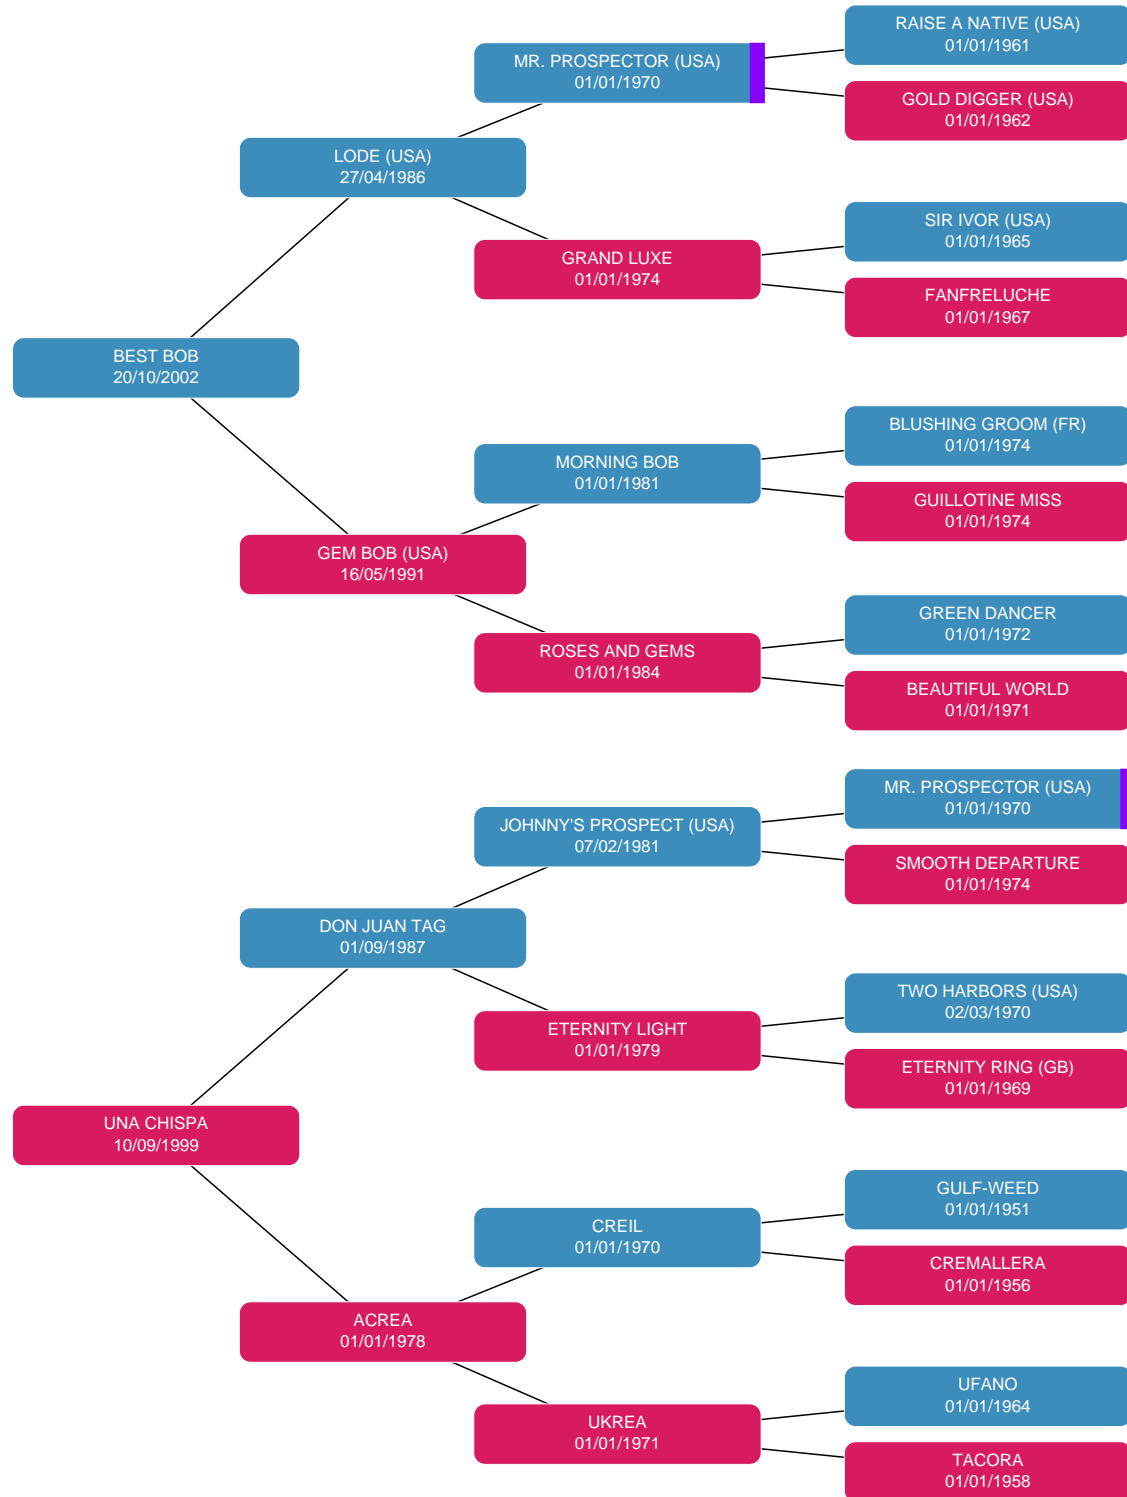 RAISE A NATIVE (USA)
01/01/1961
MR. PROSPECTOR (USA)
01/01/1970
GOLD DIGGER (USA)
01/01/1962
LODE (USA)
27/04/1986
SIR IVOR (USA)
01/01/1965
GRAND LUXE
01/01/1974
FANFRELUCHE
01/01/1967
BEST BOB
20/10/2002
BLUSHING GROOM (FR)
01/01/1974
MORNING BOB
01/01/1981
GUILLOTINE MISS
01/01/1974
GEM BOB (USA)
16/05/1991
GREEN DANCER
01/01/1972
ROSES AND GEMS
01/01/1984
BEAUTIFUL WORLD
01/01/1971
MR. PROSPECTOR (USA)
01/01/1970
JOHNNY'S PROSPECT (USA)
07/02/1981
SMOOTH DEPARTURE
01/01/1974
DON JUAN TAG
01/09/1987
TWO HARBORS (USA)
02/03/1970
ETERNITY LIGHT
01/01/1979
ETERNITY RING (GB)
01/01/1969
UNA CHISPA
10/09/1999
GULF-WEED
01/01/1951
CREIL
01/01/1970
CREMALLERA
01/01/1956
ACREA
01/01/1978
UFANO
01/01/1964
UKREA
01/01/1971
TACORA
01/01/1958